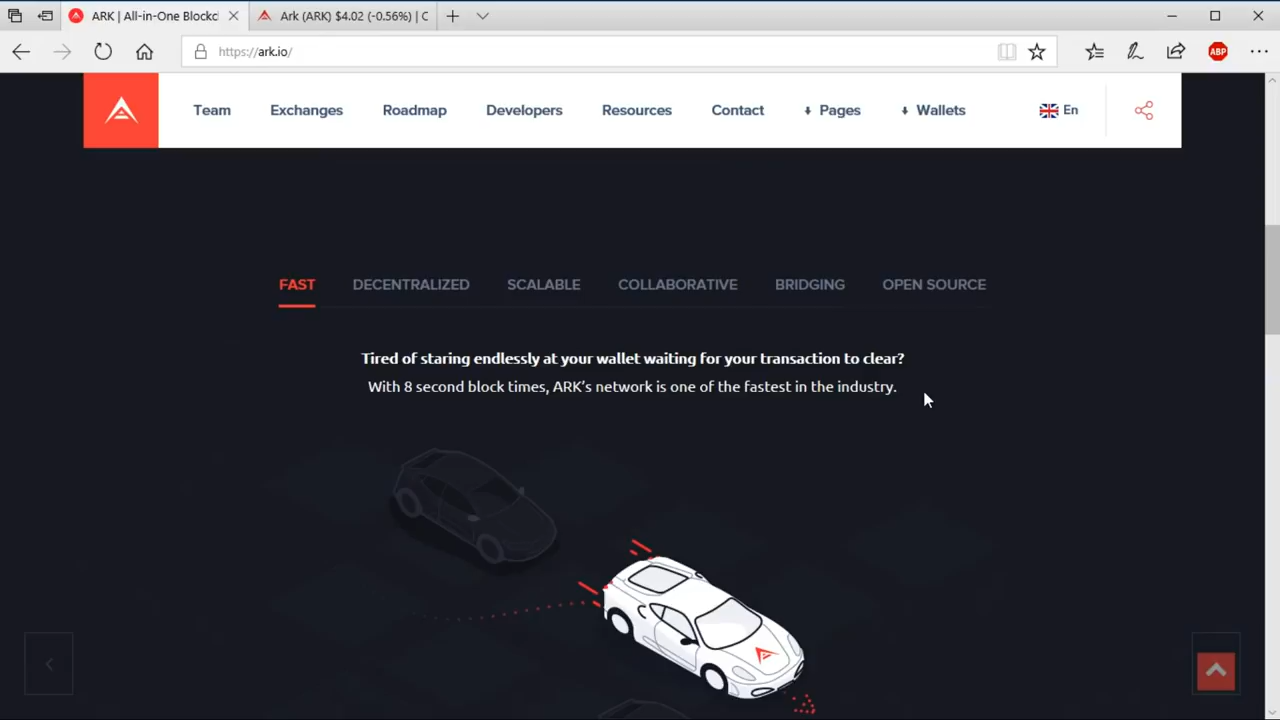 ARK | All-in-One Blockc
Ark (ARK) $4.02 (-0.56%) | C
https://ark.io/
ABP
Team
Exchanges
Roadmap
Developers
Resources
Contact
Pages
Wallets
En
FAST
DECENTRALIZED
SCALABLE
COLLABORATIVE
BRIDGING
OPEN SOURCE
Tired of staring endlessly at your wallet waiting for your transaction to clear?
With 8 second block times, ARK's network is one of the fastest in the industry.